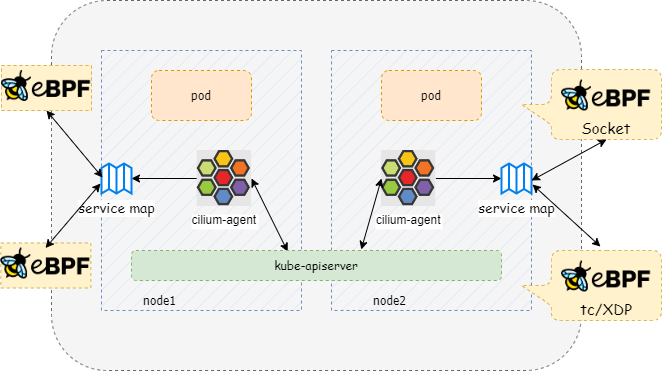 eBPF
pod
pod
eBPF
Socket
service map
cilium-agent
cilium-agent
service map
eBPF
kube-apiserver
eBPF
tc/XDP
node1
node2